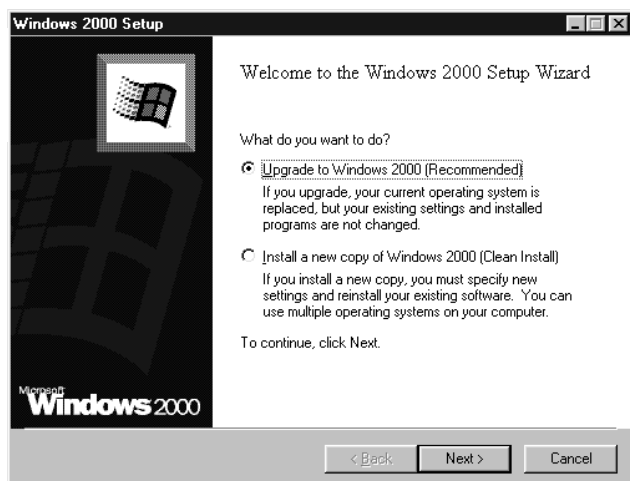 Windows 2000 Setup
Welcome to the Windows 2000 Setup Wizard
What do you want to do?
Upgrade to Windows 2000 (Recommended)
If you upgrade, your current operating system is
replaced, but your existing settings and installed
programs are not changed.
Install a new copy of Windows 2000 (Clean Install)
If you install a new copy, you must specify new
settings and reinstall your existing software. You can
use multiple operating systems on your computer.
To continue, click Next.
Microsoft
Windows 2000
< Back
Next >
Cancel